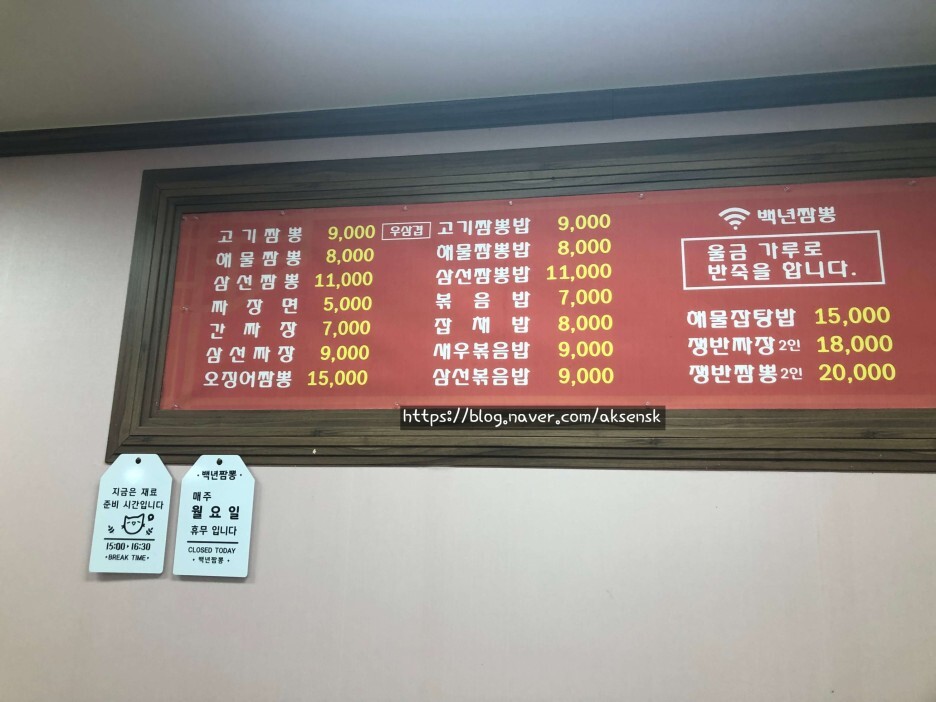 고기짬뽕 9,000 우삼겹
해물짬뽕 8,000
삼선짬뽕 11,000
짜장면 5,000
간짜장 7,000
삼선짜장 9,000
오징어짬뽕 15,000
고기짬뽕밥 9,000
해물짬뽕밥 8,000
삼선짬뽕밥 11,000
볶음밥 7,000
잡채밥 8,000
새우볶음밥 9,000
삼선볶음밥 9,000
백년짬뽕
울금 가루로
반죽을 합니다.
해물잡탕밥 15,000
쟁반짜장 2인 18,000
쟁반짬뽕 2인 20,000
https://blog.naver.com/aksensk
지금은 재료
준비 시간입니다
15:00·16:30
·BREAK TIME·
·백년짬뽕·
매주
월요일
휴무 입니다
CLOSED TODAY
·백년짬뽕·